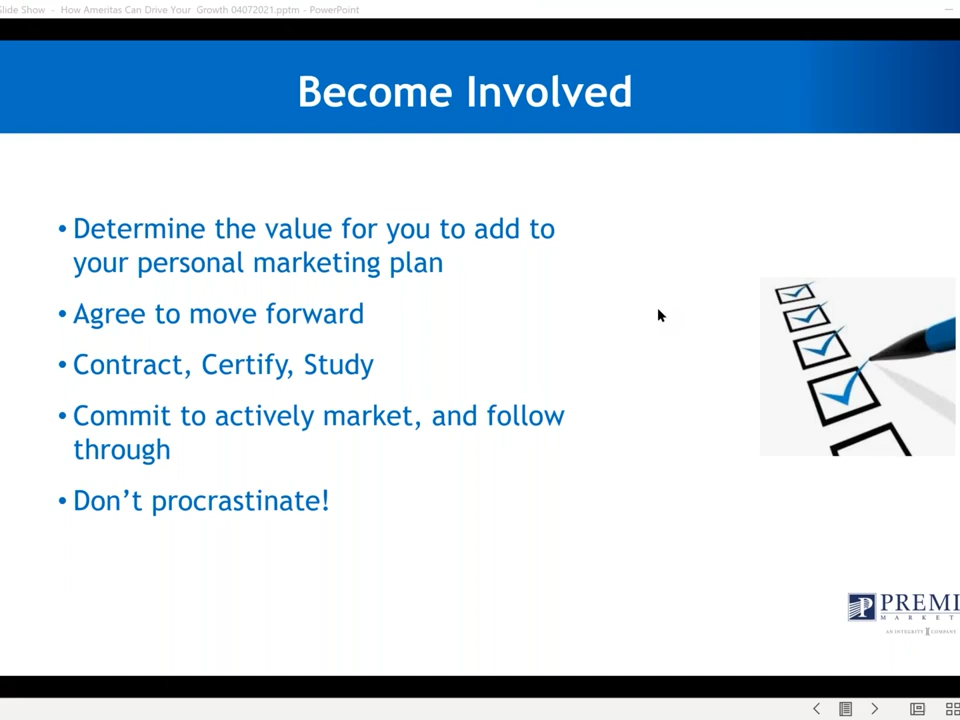 Slide Show - How Ameritas Can Drive Your Growth 04072021.pptm - PowerPoint
Become Involved
• Determine the value for you to add to
your personal marketing plan
• Agree to move forward
• Contract, Certify, Study
• Commit to actively market, and follow
through
• Don’t procrastinate!
PREMI
MARKET
AN INTEGRITY COMPANY